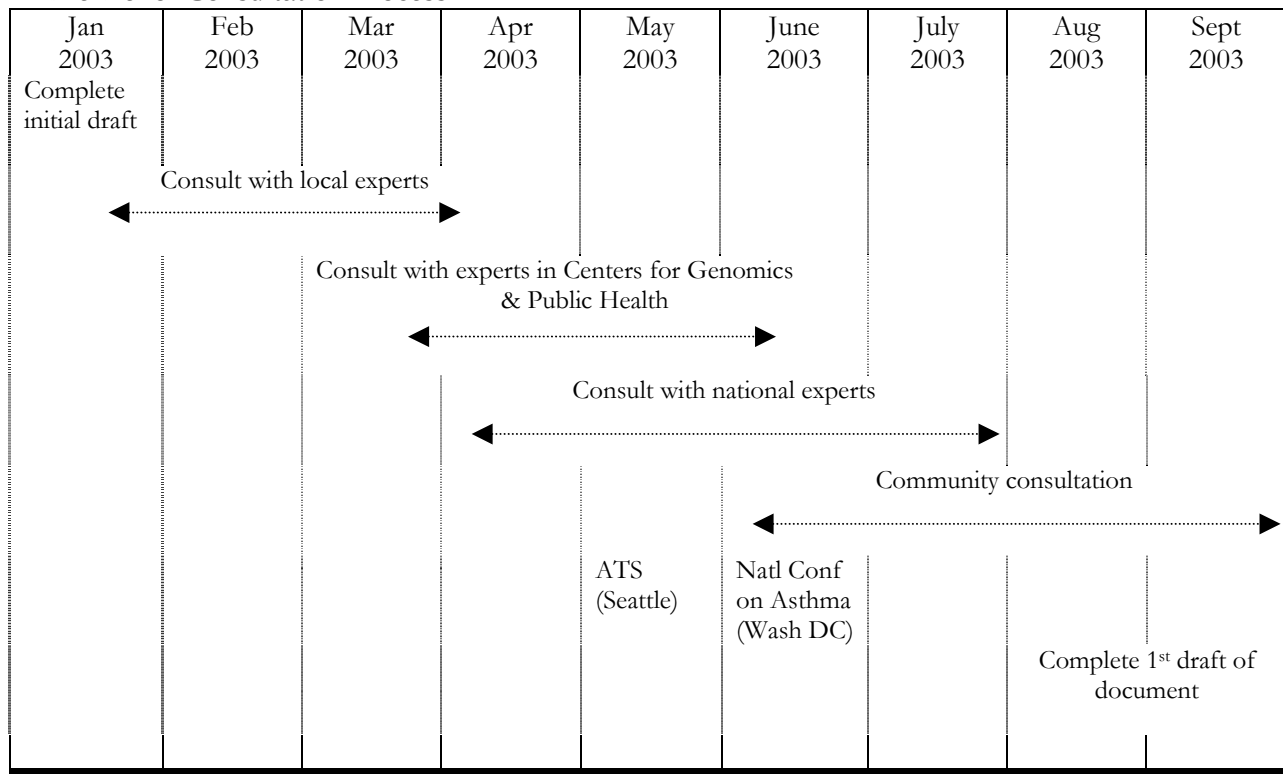 Jan Feb Mar Apr May June July Aug Sept
2003 2003 2003 2003 2003 2003 2003 2003 2003
Complete
initial draft
Consult with local experts
Consult with experts in Centers for Genomics
& Public Health
Consult with national experts
Community consultation
ATS Natl Conf
(Seattle) on Asthma
(Wash DC)
Complete 1st draft of
document